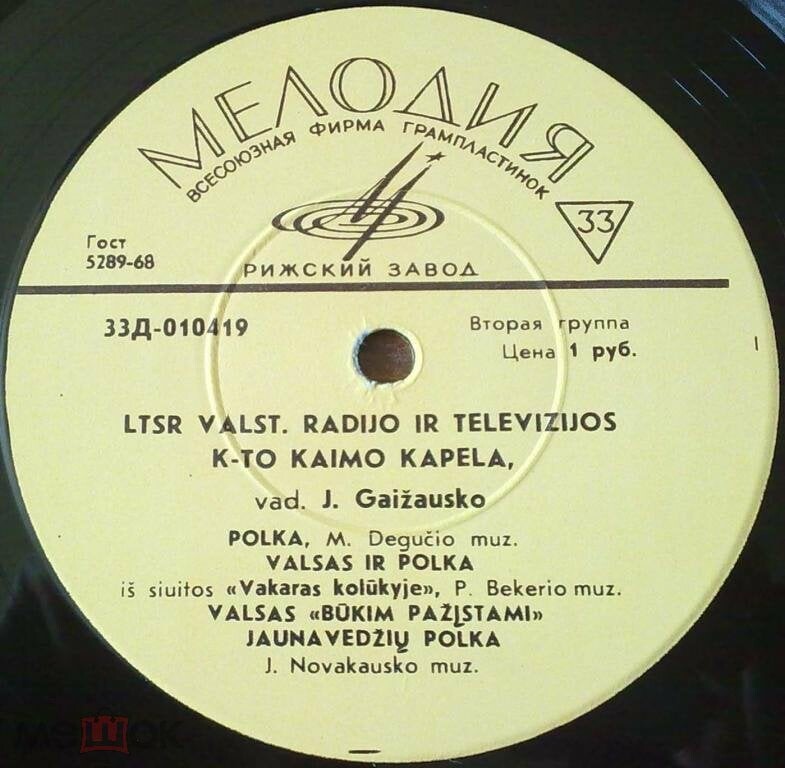 МЕЛОДИЯ
ВСЕСОЮЗНАЯ ФИРМА ГРАМПЛАСТИНОК
33
Гост
5289-68
РИЖСКИЙ ЗАВОД
33Д-010419
Вторая группа
Цена 1 руб.
LTSR VALST. RADIJO IR TELEVIZIJOS
K-TO KAIMO KAPELA,
vad. J. Gaižausko
POLKA, M. Degučio muz.
VALSAS IR POLKA
iš siuitos «Vakaras kolūkyje», P. Bekerio muz.
VALSAS «BŪKIM PAŽĮSTAMI»
JAUNAVEDŽIŲ POLKA
J. Novakausko muz.
мешок